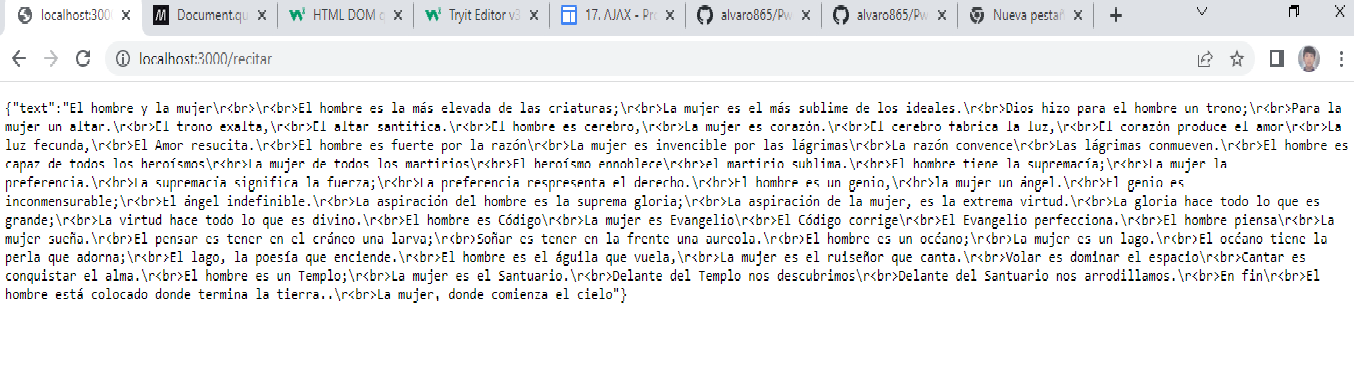 localhost:300
Document.qu
HTML DOM q
Tryit Editor v3
17. AJAX - Pro
alvaro865/Pw
alvaro865/Pw
Nueva pestañ
localhost:3000/recitar
{"text":"El hombre y la mujer\r<br>\r<br>El hombre es la más elevada de las criaturas;\r<br>La mujer es el más sublime de los ideales.\r<br>Dios hizo para el hombre un trono;\r<br>Para la
mujer un altar.\r<br>El trono exalta,\r<br>El altar santifica.\r<br>El hombre es cerebro,\r<br>La mujer es corazón.\r<br>El cerebro fabrica la luz,\r<br>El corazón produce el amor\r<br>La
luz fecunda,\r<br>El Amor resucita.\r<br>El hombre es fuerte por la razón\r<br>La mujer es invencible por las lágrimas\r<br>La razón convence\r<br>Las lágrimas conmueven.\r<br>El hombre es
capaz de todos los heroísmos\r<br>La mujer de todos los martirios\r<br>El heroísmo ennoblece\r<br>el martirio sublima.\r<br>El hombre tiene la supremacía;\r<br>La mujer la
preferencia.\r<br>La supremacía significa la fuerza;\r<br>La preferencia respresenta el derecho.\r<br>El hombre es un genio,\r<br>la mujer un ángel.\r<br>El genio es
inconmensurable;\r<br>El ángel indefinible.\r<br>La aspiración del hombre es la suprema gloria;\r<br>La aspiración de la mujer, es la extrema virtud.\r<br>La gloria hace todo lo que es
grande;\r<br>La virtud hace todo lo que es divino.\r<br>El hombre es Código\r<br>La mujer es Evangelio\r<br>El Código corrige\r<br>El Evangelio perfecciona.\r<br>El hombre piensa\r<br>La
mujer sueña.\r<br>El pensar es tener en el cráneo una larva;\r<br>Soñar es tener en la frente una aureola.\r<br>El hombre es un océano;\r<br>La mujer es un lago.\r<br>El océano tiene la
perla que adorna;\r<br>El lago, la poesía que enciende.\r<br>El hombre es el águila que vuela,\r<br>La mujer es el ruiseñor que canta.\r<br>Volar es dominar el espacio\r<br>Cantar es
conquistar el alma.\r<br>El hombre es un Templo;\r<br>La mujer es el Santuario.\r<br>Delante del Templo nos descubrimos\r<br>Delante del Santuario nos arrodillamos.\r<br>En fin\r<br>El
hombre está colocado donde termina la tierra..\r<br>La mujer, donde comienza el cielo"}